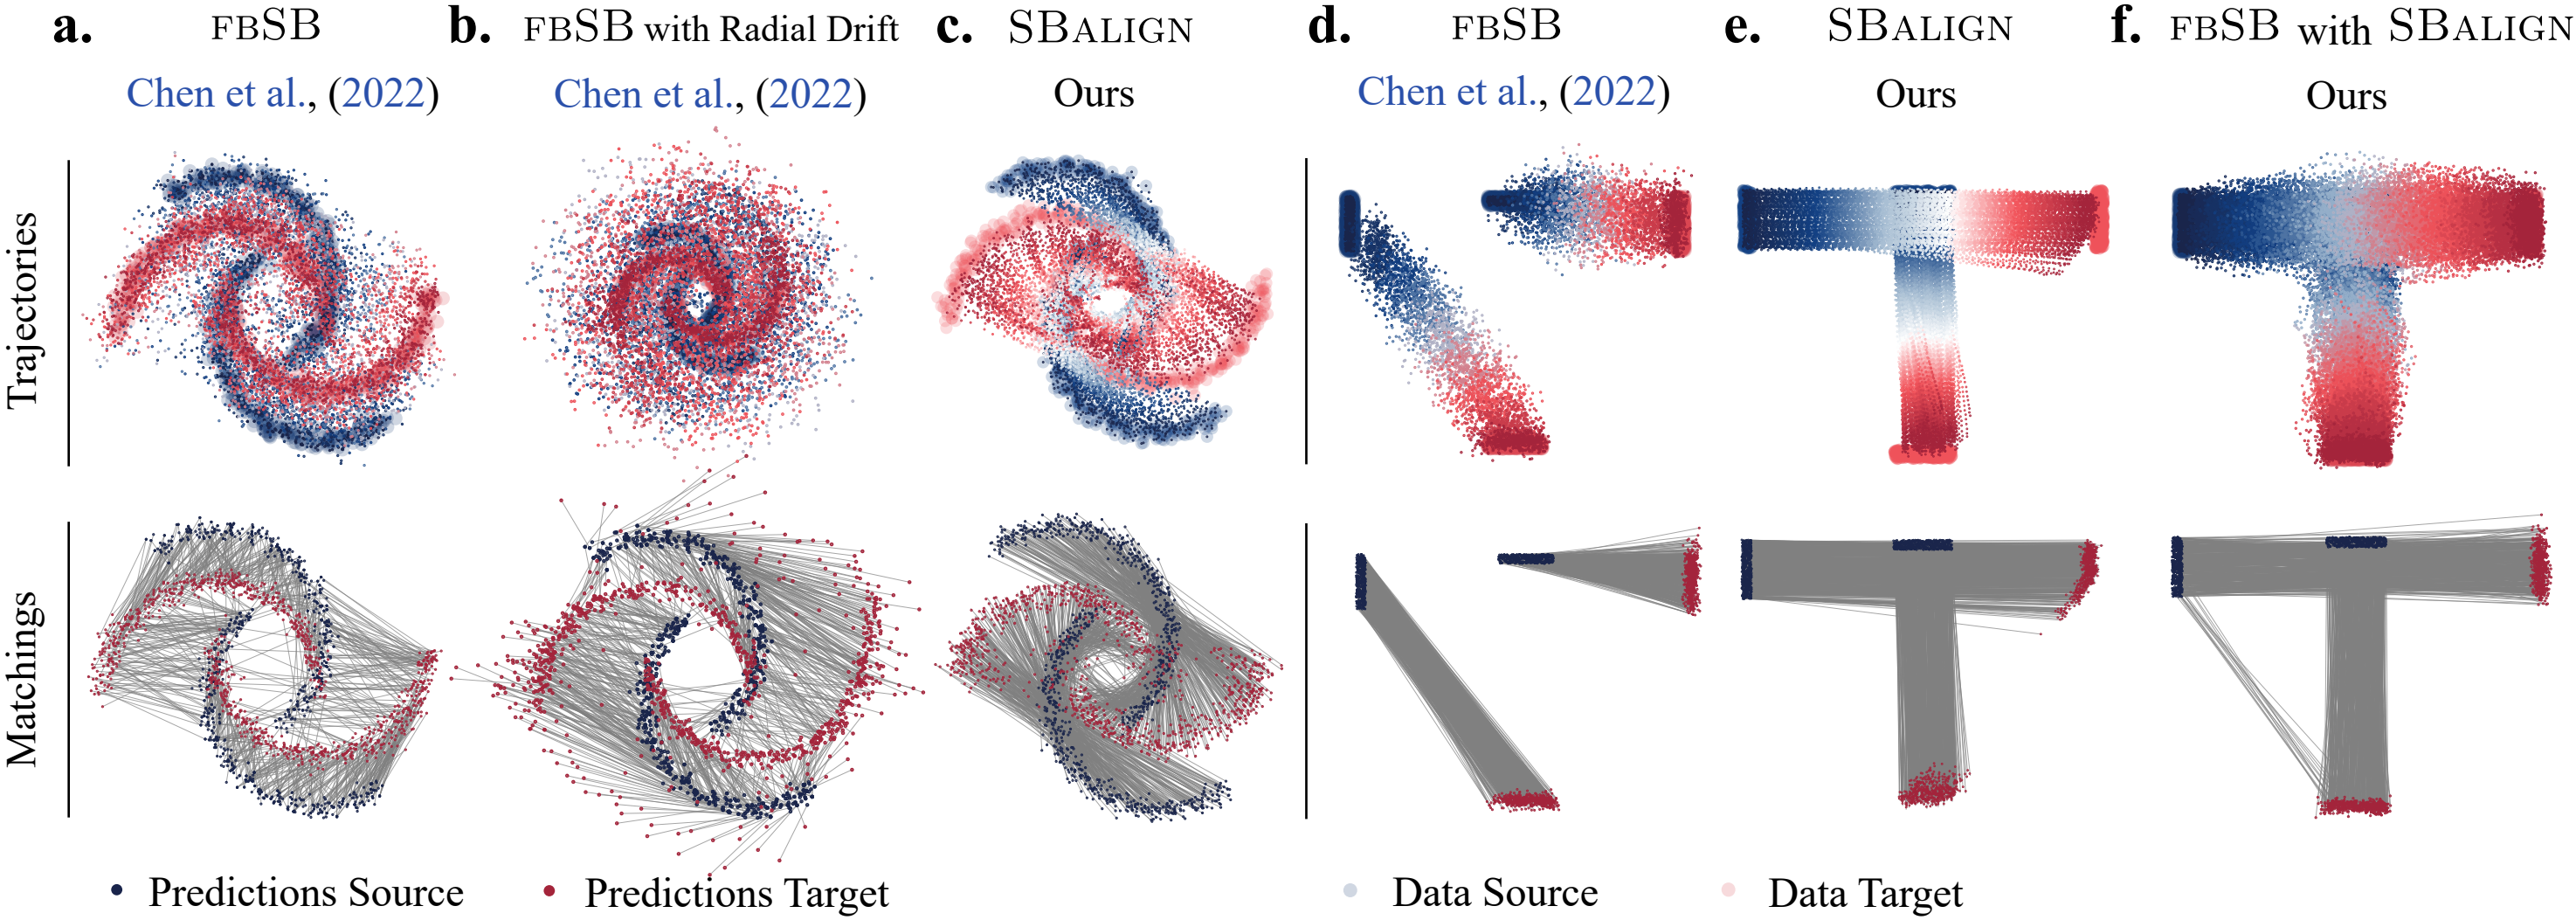 a. FBSB
Chen et al., (2022)
b. FBSB with Radial Drift
Chen et al., (2022)
c. SBALIGN
Ours
d. FBSB
Chen et al., (2022)
e. SBALIGN
Ours
f. FBSB with SBALIGN
Ours
Trajectories
Matchings
Predictions Source
Predictions Target
Data Source
Data Target